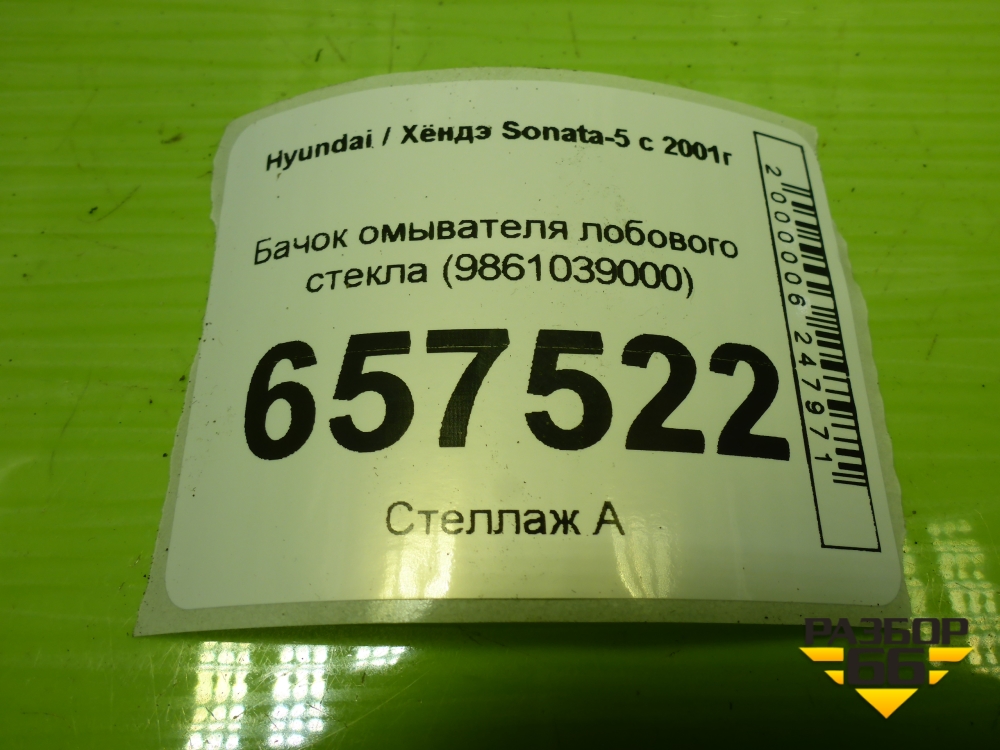 Hyundai / Хёндэ Sonata-5 с 2001г
Бачок омывателя лобового
стекла (9861039000)
657522
Стеллаж А
2000006247971
РАЗБОР
66